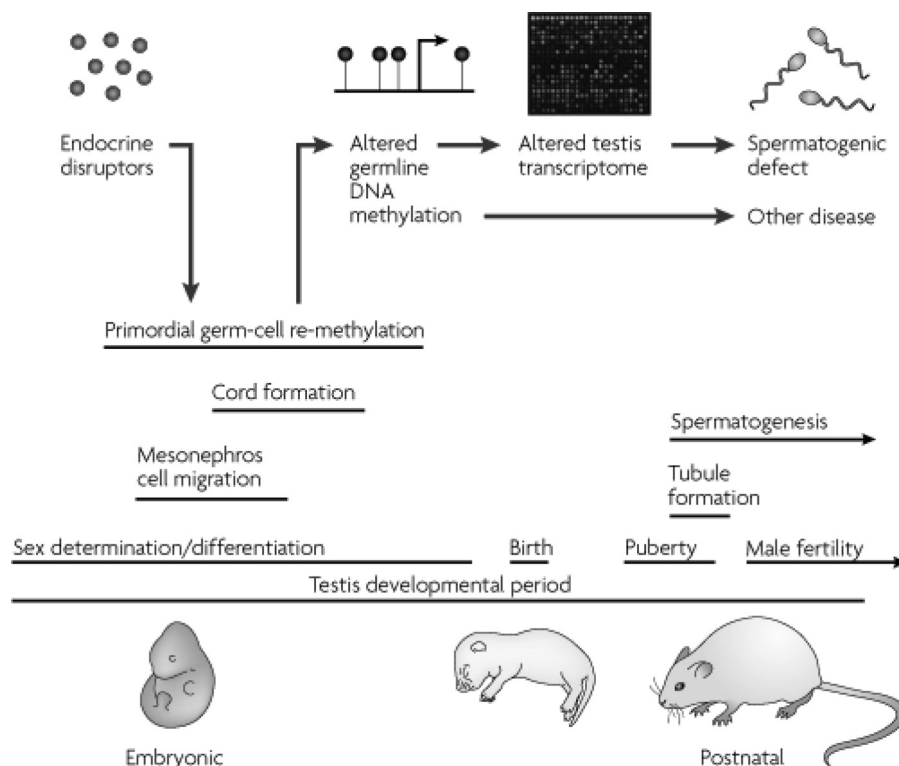 Endocrine
disruptors
Altered
germline
DNA
methylation
Altered testis
transcriptome
Spermatogenic
defect
Other disease
Primordial germ-cell re-methylation
Cord formation
Mesonephros
cell migration
Spermatogenesis
Tubule
formation
Sex determination/differentiation
Birth
Puberty
Male fertility
Testis developmental period
Embryonic
Postnatal